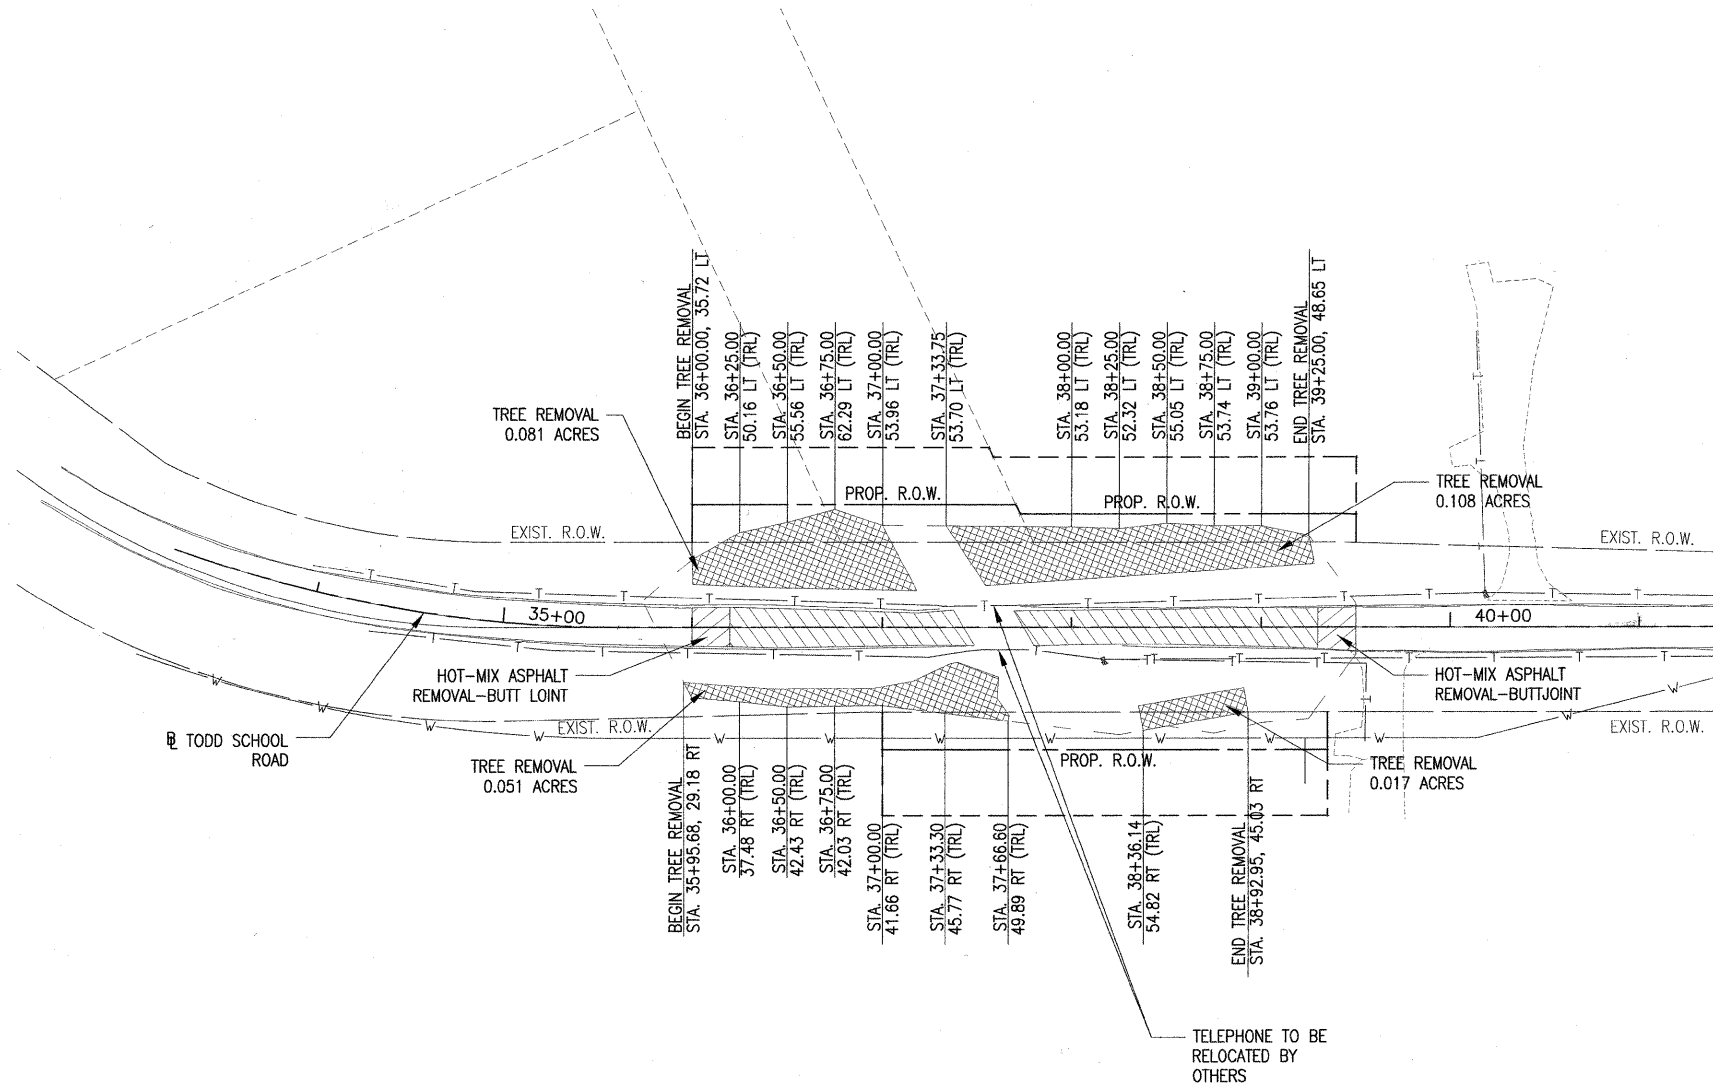 BEGIN TREE REMOVAL
STA. 36+00.00, 35.72 LT
STA. 36+25.00
50.16 LT (TRL)
STA. 36+50.00
55.56 LT (TRL)
STA. 36+75.00
62.29 LT (TRL)
STA. 37+00.00
53.96 LT (TRL)
STA. 37+33.75
53.70 LT (TRL)
STA. 38+00.00
53.18 LT (TRL)
STA. 38+25.00
52.32 LT (TRL)
STA. 38+50.00
55.05 LT (TRL)
STA. 38+75.00
53.74 LT (TRL)
STA. 39+00.00
53.76 LT (TRL)
END TREE REMOVAL
STA. 39+25.00, 48.65 LT
TREE REMOVAL
0.081 ACRES
TREE REMOVAL
0.108 ACRES
PROP. R.O.W.
PROP. R.O.W.
EXIST. R.O.W.
EXIST. R.O.W.
T T T T T T T T T T T T T T T
35+00
40+00
T T T T T T TT TT T T T T T
HOT-MIX ASPHALT
REMOVAL-BUTT LOINT
HOT-MIX ASPHALT
REMOVAL-BUTTJOINT
W W W W W W W W W W W W W
EXIST. R.O.W.
EXIST. R.O.W.
℄ TODD SCHOOL
ROAD
TREE REMOVAL
0.051 ACRES
PROP. R.O.W.
TREE REMOVAL
0.017 ACRES
BEGIN TREE REMOVAL
STA. 35+95.68, 29.18 RT
STA. 36+00.00
37.48 RT (TRL)
STA. 36+50.00
42.43 RT (TRL)
STA. 36+75.00
42.03 RT (TRL)
STA. 37+00.00
41.66 RT (TRL)
STA. 37+33.30
45.77 RT (TRL)
STA. 37+66.60
49.89 RT (TRL)
STA. 38+36.14
54.82 RT (TRL)
END TREE REMOVAL
STA. 38+92.95, 45.03 RT
TELEPHONE TO BE
RELOCATED BY
OTHERS